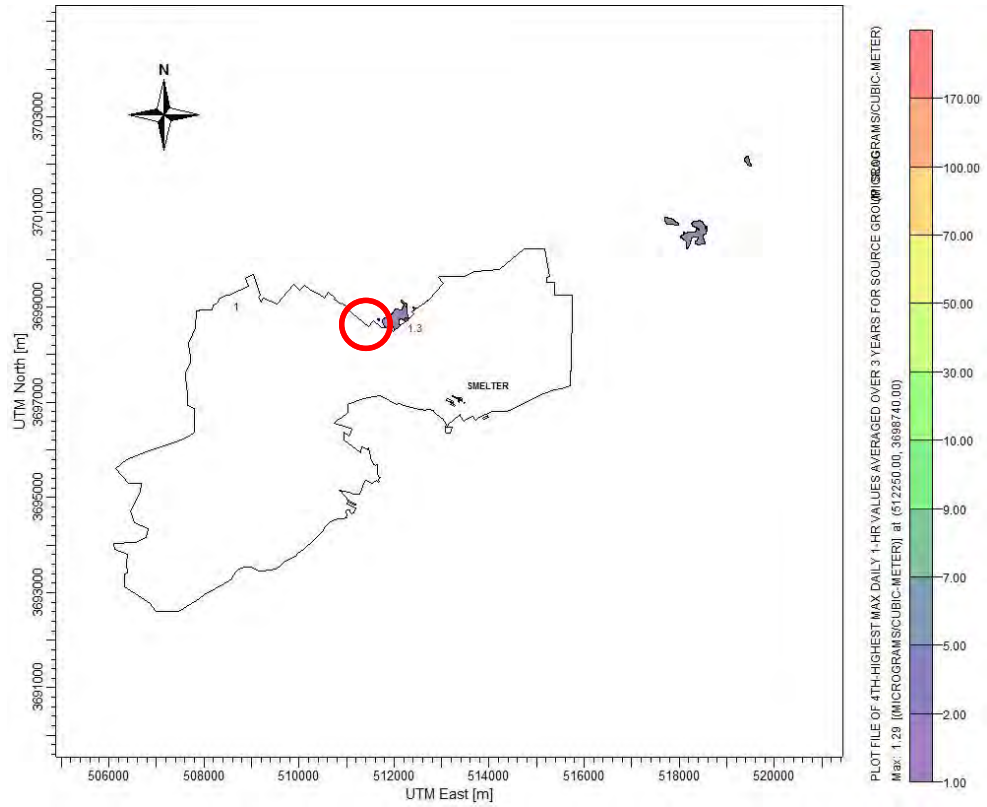 N
1
1.3
SMELTER
UTM North [m]
3703000
3701000
3699000
3697000
3695000
3693000
3691000
506000 508000 510000 512000 514000 516000 518000 520000
UTM East [m]
PLOT FILE OF 4TH-HIGHEST MAX DAILY 1-HR VALUES AVERAGED OVER 3 YEARS FOR SOURCE GROUP
MICROGRAMS/CUBIC-METER)
Max: 1.29 [(MICROGRAMS/CUBIC-METER)] at (512250.00, 3698740.00)
170.00
100.00
70.00
50.00
30.00
10.00
9.00
7.00
5.00
2.00
1.00